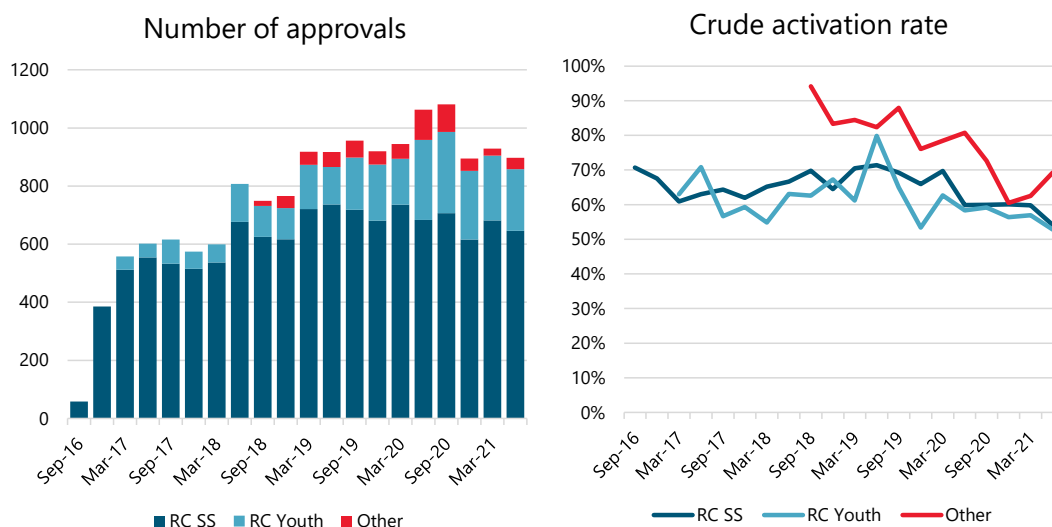 Number of approvals
1200
1000
800
600
400
200
0
Sep-16
Mar-17
Sep-17
Mar-18
Sep-18
Mar-19
Sep-19
Mar-20
Sep-20
Mar-21
RC SS RC Youth Other
Crude activation rate
100%
90%
80%
70%
60%
50%
40%
30%
20%
10%
0%
Sep-16
Mar-17
Sep-17
Mar-18
Sep-18
Mar-19
Sep-19
Mar-20
Sep-20
Mar-21
RC SS RC Youth Other